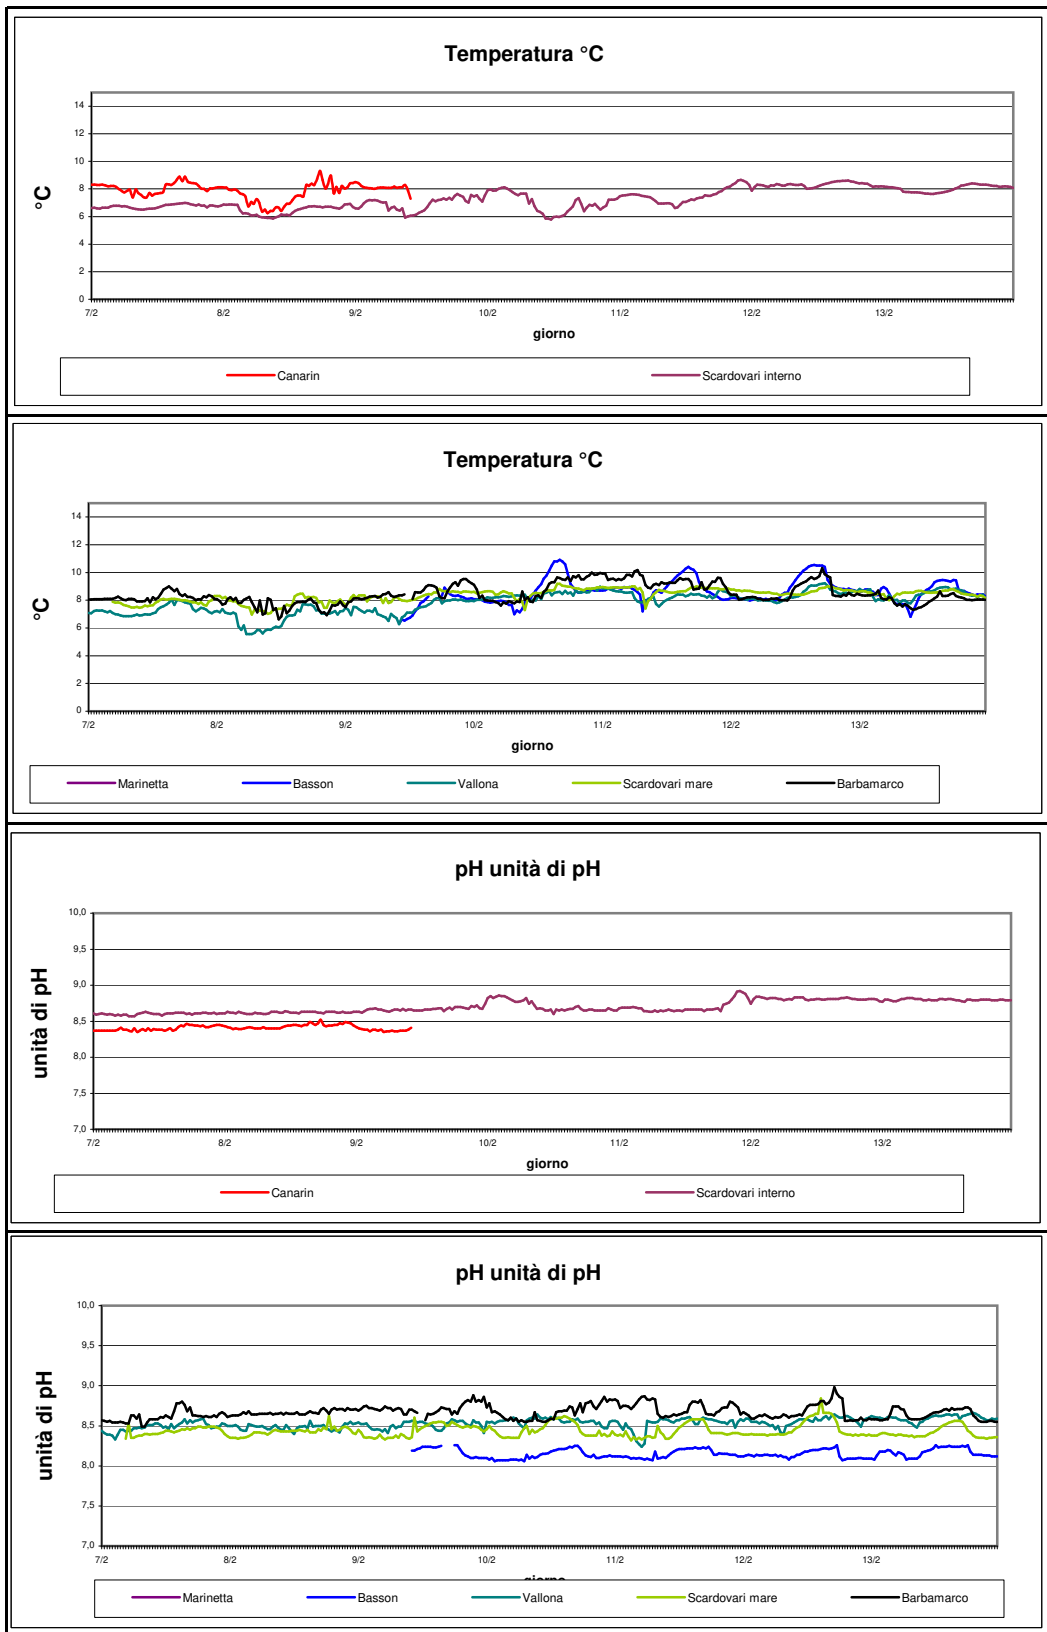 Temperatura °C
14
12
10
8
6
4
2
0
°C
7/2 8/2 9/2 10/2 11/2 12/2 13/2
giorno
Canarin Scardovari interno
Temperatura °C
14
12
10
8
6
4
2
0
°C
7/2 8/2 9/2 10/2 11/2 12/2 13/2
giorno
Marinetta Basson Vallona Scardovari mare Barbamarco
pH unità di pH
10,0
9,5
9,0
8,5
8,0
7,5
7,0
unità di pH
7/2 8/2 9/2 10/2 11/2 12/2 13/2
giorno
Canarin Scardovari interno
pH unità di pH
10,0
9,5
9,0
8,5
8,0
7,5
7,0
unità di pH
7/2 8/2 9/2 10/2 11/2 12/2 13/2
giorno
Marinetta Basson Vallona Scardovari mare Barbamarco